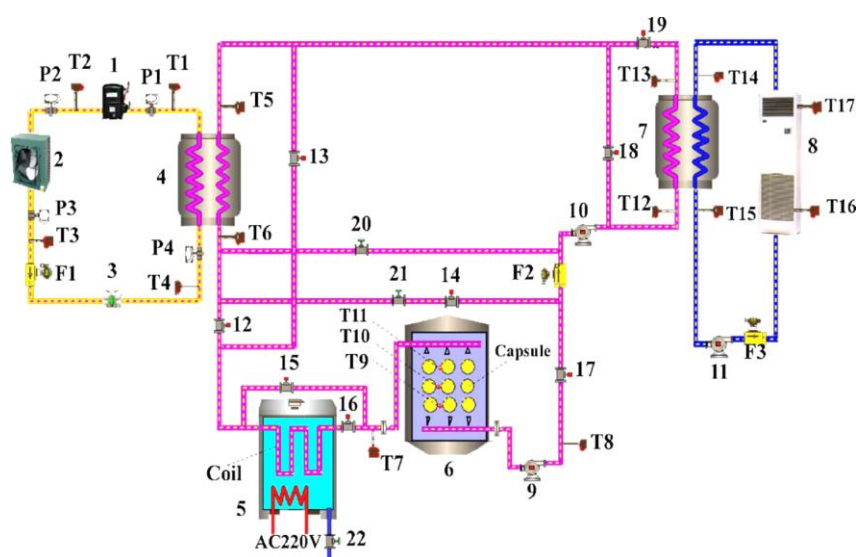 19
P2 T2 1 P1 T1
T5
T13 T14
T17
2
4
13
18
7
8
P3
T3
T6
P4
20
10
T12 T15 T16
F1
3
T4
F2
21 14
12
T11
T10
T9
Capsule
15
16
17
11
F3
Coil
T7
6
9
T8
5
AC220V
22